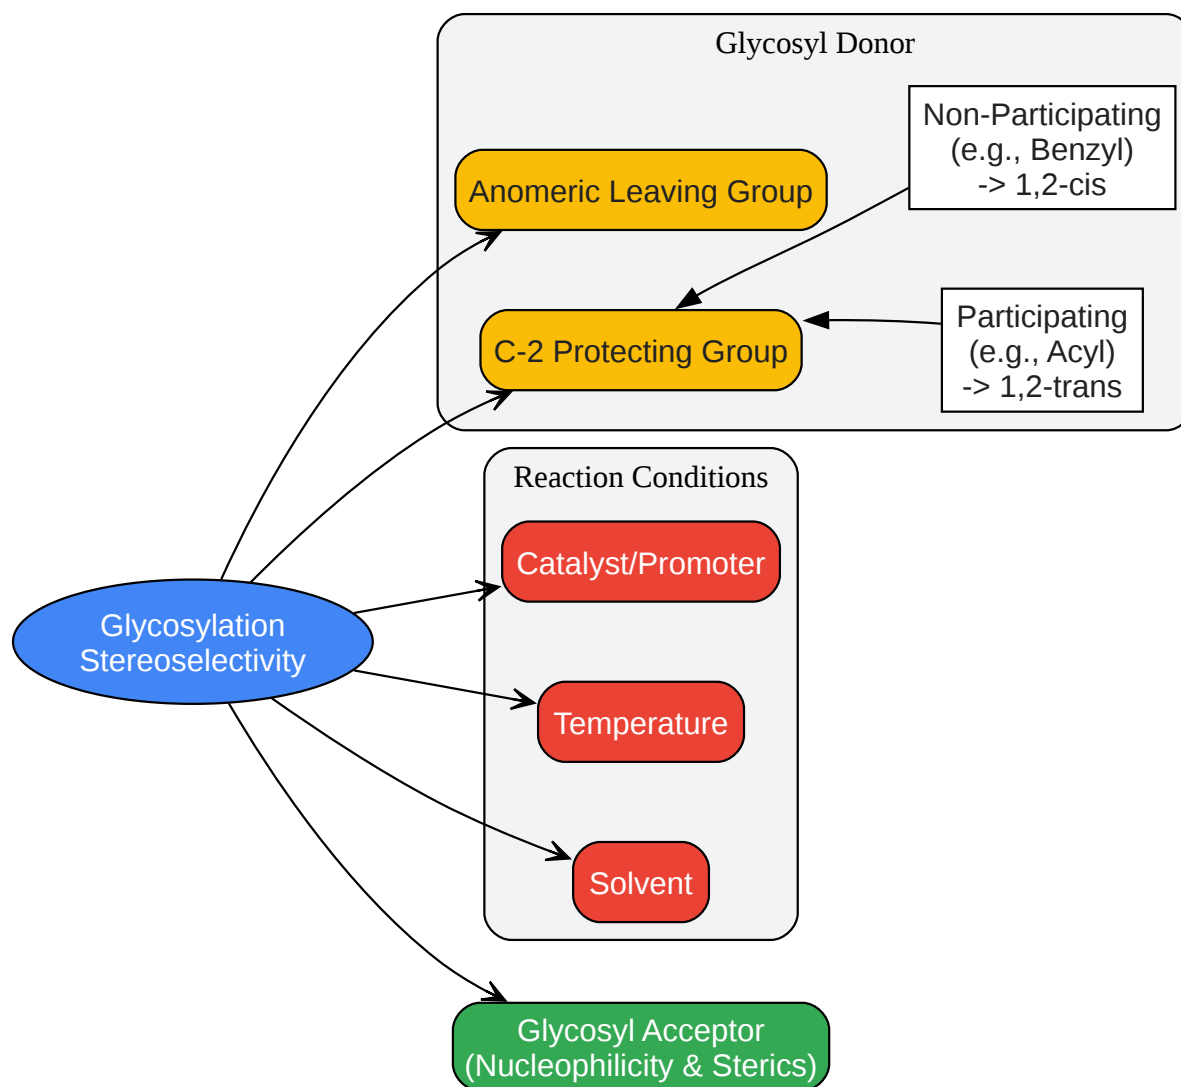 Glycosyl Donor
Non-Participating
(e.g., Benzyl)
-> 1,2-cis
Anomeric Leaving Group
Participating
(e.g., Acyl)
-> 1,2-trans
C-2 Protecting Group
Reaction Conditions
Catalyst/Promoter
Glycosylation
Stereoselectivity
Temperature
Solvent
Glycosyl Acceptor
(Nucleophilicity & Sterics)